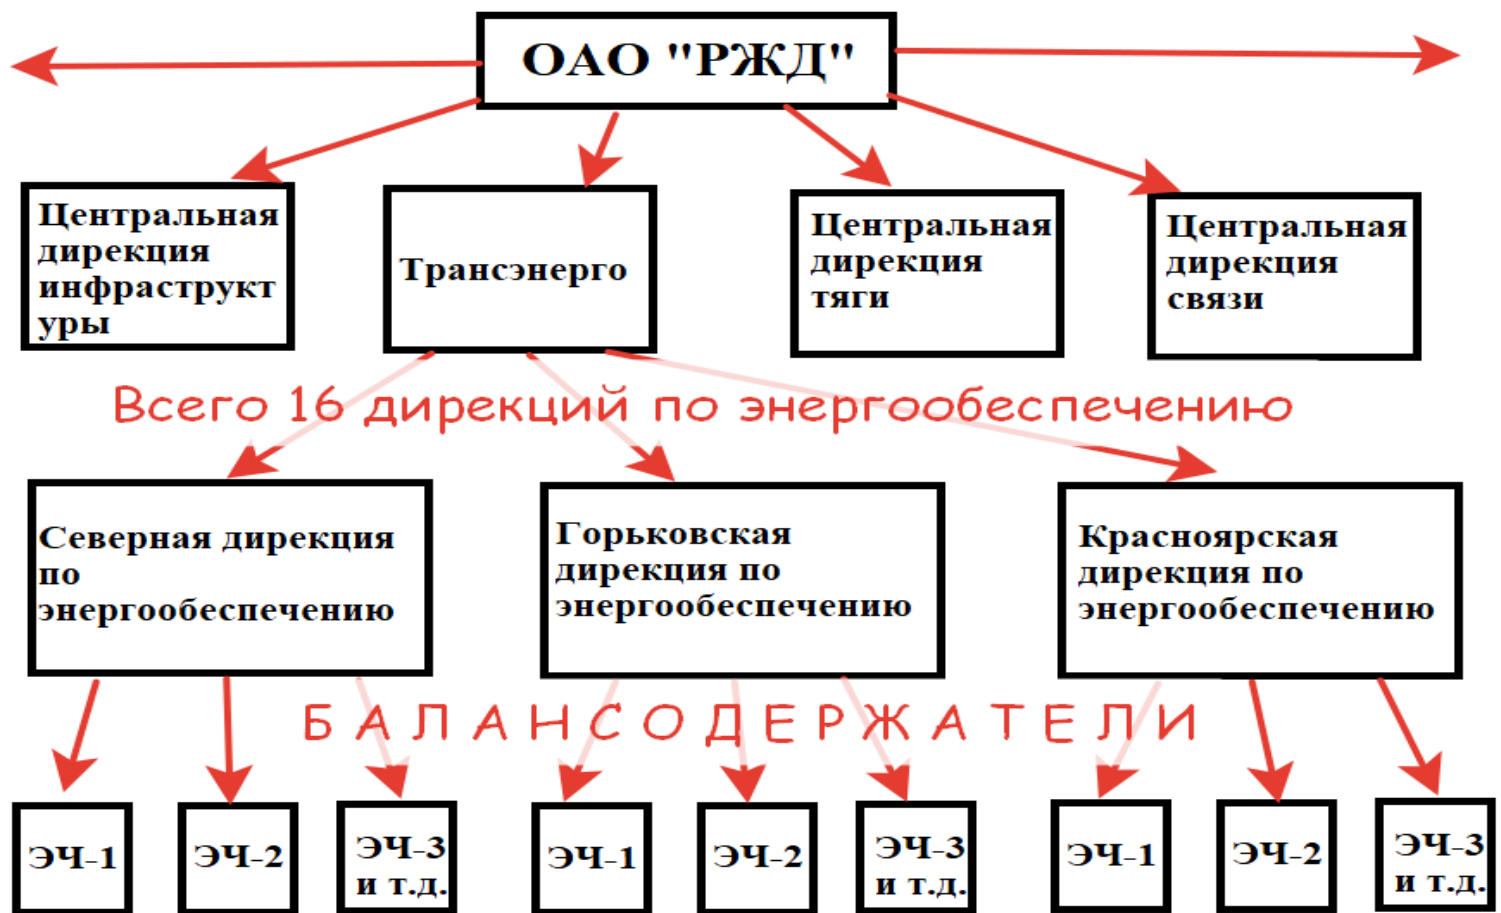 ОАО "РЖД"
Центральная
дирекция
инфраструкт
уры
Трансэнерго
Центральная
дирекция
тяги
Центральная
дирекция
связи
Всего 16 дирекций по энергообеспечению
Северная дирекция
по
энергообеспечению
Горьковская
дирекция по
энергообеспечению
Красноярская
дирекция по
энергообеспечению
БАЛАНСОДЕРЖАТЕЛИ
ЭЧ-1
ЭЧ-2
ЭЧ-3
и т.д.
ЭЧ-1
ЭЧ-2
ЭЧ-3
и т.д.
ЭЧ-1
ЭЧ-2
ЭЧ-3
и т.д.